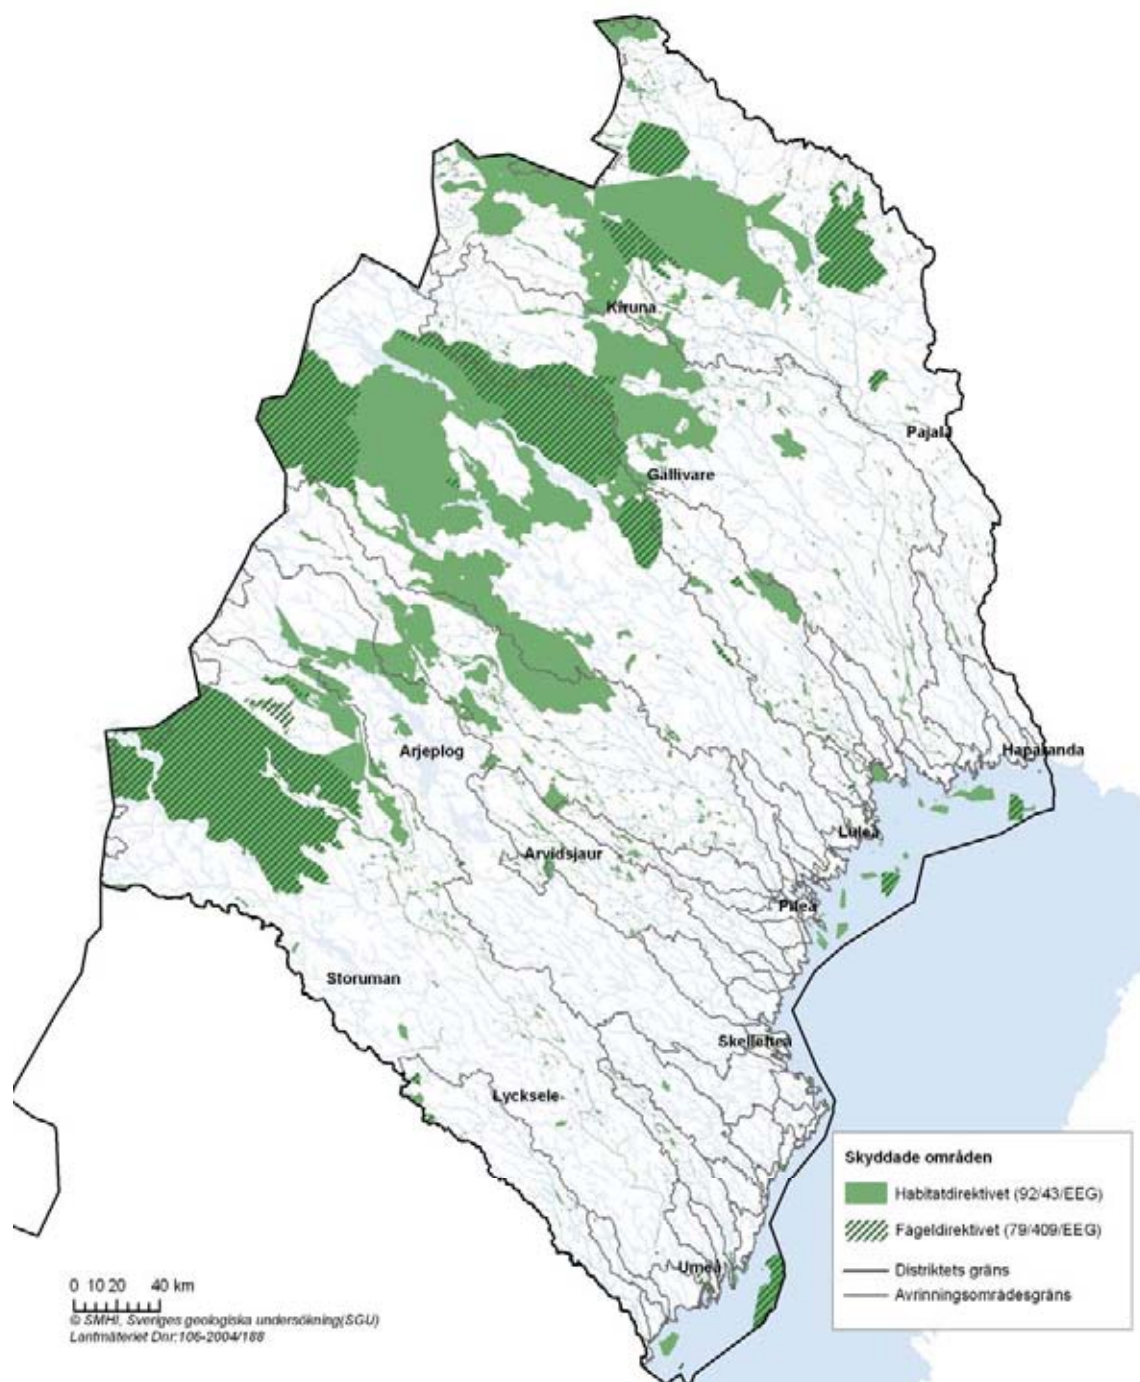 Kiruna
Pajala
Gällivare
Haparanda
Arjeplog
Luleå
Arvidsjaur
Piteå
Storuman
Skellefteå
Lycksele
Umeå
Skyddade områden
Habitatdirektivet (92/43/EEG)
Fågeldirektivet (79/409/EEG)
Distriktets gräns
Avrinningsområdesgräns
0 10 20 40 km
© SMHI, Sveriges geologiska undersökning(SGU)
Lantmäteriet Dnr:106-2004/188